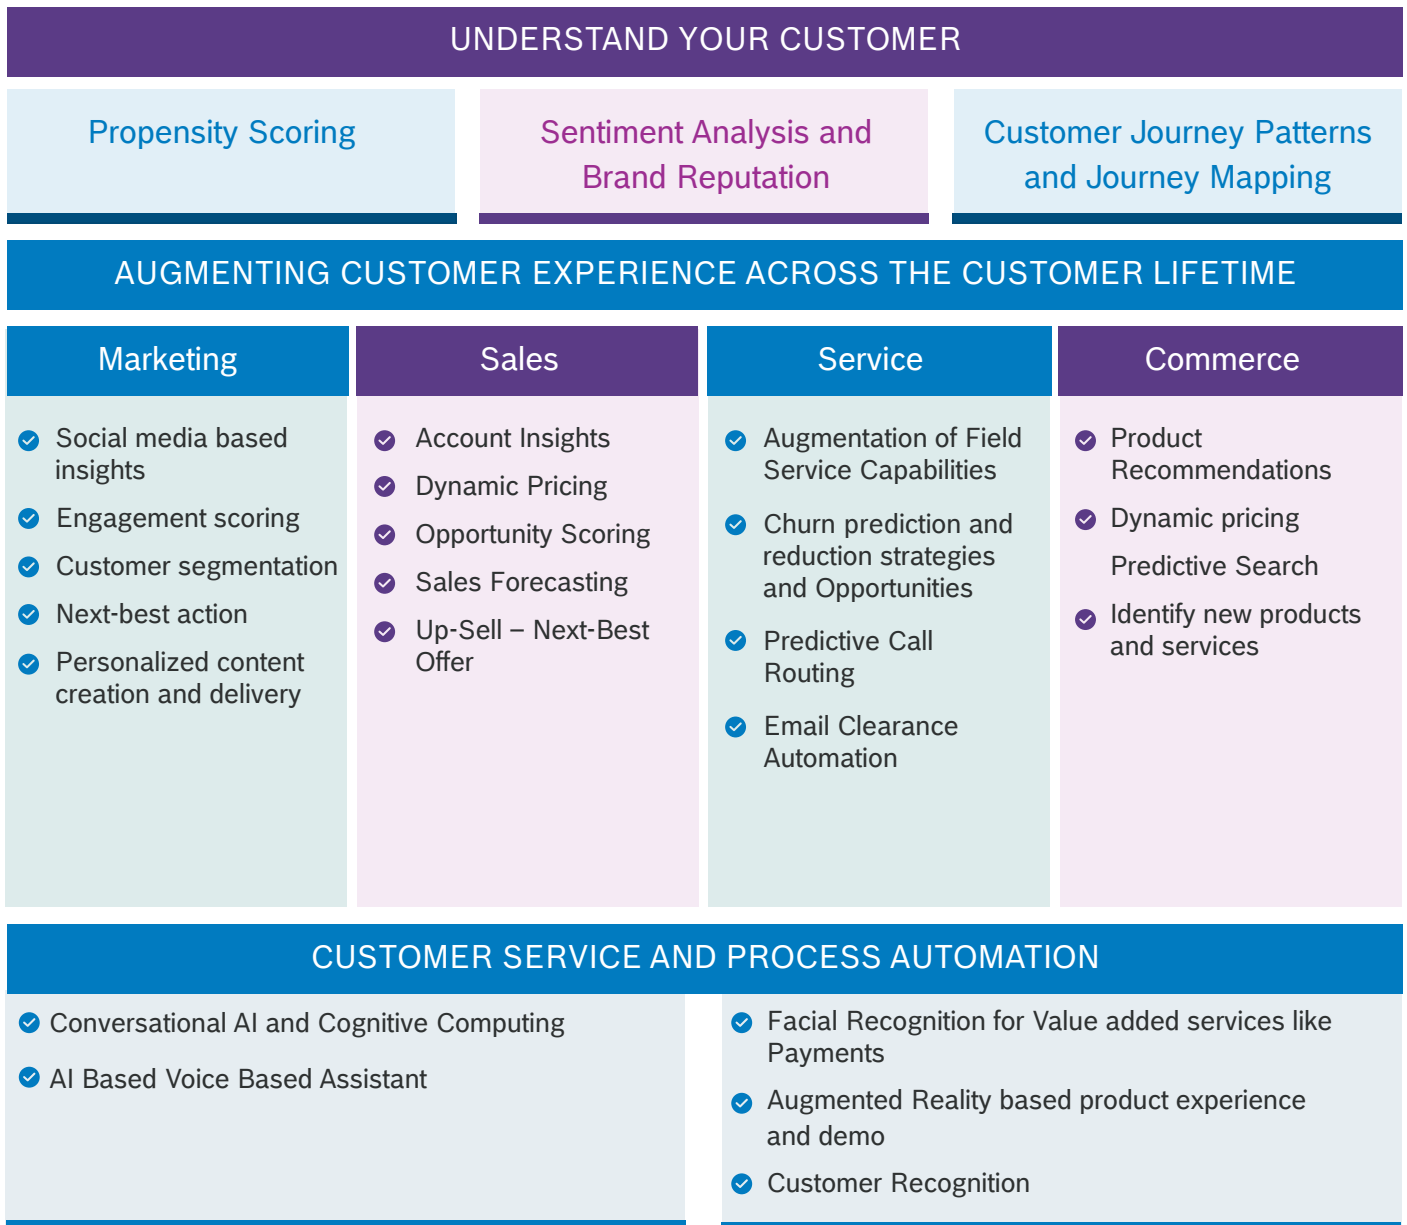 UNDERSTAND YOUR CUSTOMER
Propensity Scoring
Sentiment Analysis and
Brand Reputation
Customer Journey Patterns
and Journey Mapping
AUGMENTING CUSTOMER EXPERIENCE ACROSS THE CUSTOMER LIFETIME
Marketing
Social media based
insights
Engagement scoring
Customer segmentation
Next-best action
Personalized content
creation and delivery
Sales
Account Insights
Dynamic Pricing
Opportunity Scoring
Sales Forecasting
Up-Sell – Next-Best
Offer
Service
Augmentation of Field
Service Capabilities
Churn prediction and
reduction strategies
and Opportunities
Predictive Call
Routing
Email Clearance
Automation
Commerce
Product
Recommendations
Dynamic pricing
Predictive Search
Identify new products
and services
CUSTOMER SERVICE AND PROCESS AUTOMATION
Conversational AI and Cognitive Computing
AI Based Voice Based Assistant
Facial Recognition for Value added services like
Payments
Augmented Reality based product experience
and demo
Customer Recognition